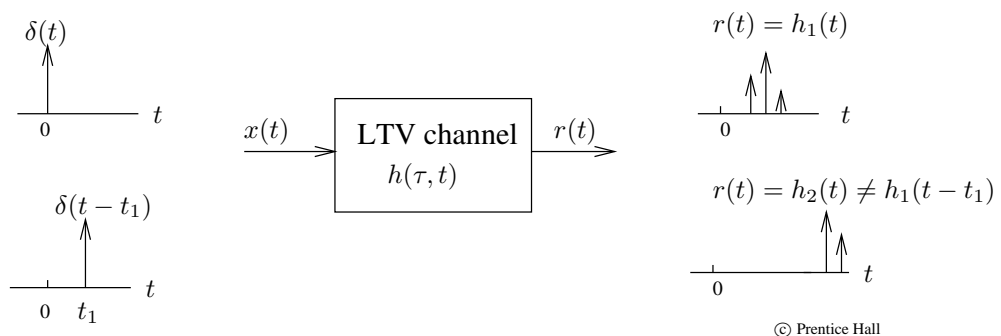 δ(t)
t
0
x(t)
LTV channel
h(τ, t)
r(t)
r(t) = h₁(t)
0
t
δ(t − t₁)
t
0
t₁
r(t) = h₂(t) ≠ h₁(t − t₁)
t
0
© Prentice Hall